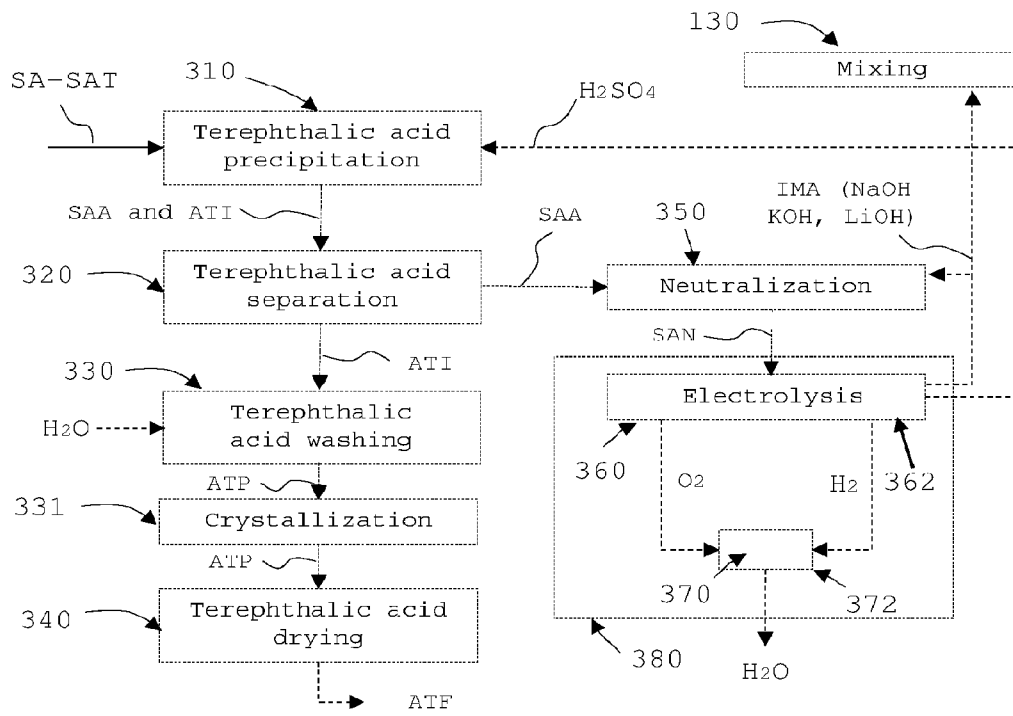 130
Mixing
SA-SAT
310
H2SO4
Terephthalic acid
precipitation
SAA and ATI
IMA (NaOH
KOH, LiOH)
320
Terephthalic acid
separation
SAA
350
Neutralization
ATI
SAN
330
H2O
Terephthalic
acid washing
Electrolysis
360
O2
H2
362
ATP
331
Crystallization
ATP
370
372
340
Terephthalic acid
drying
380
H2O
ATF